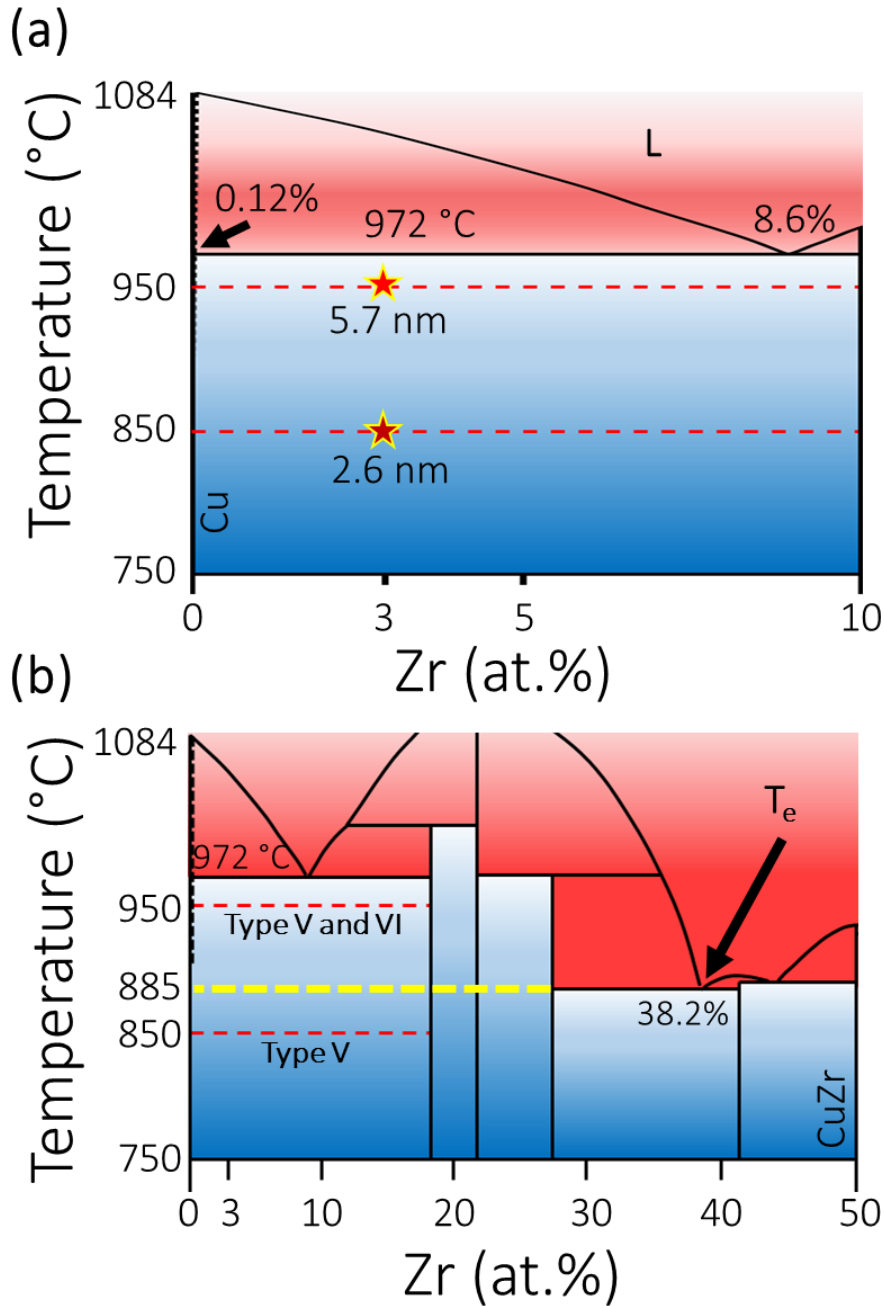 (a)
Temperature (°C)
1084
L
0.12%
972 °C
8.6%
950
5.7 nm
850
2.6 nm
Cu
750
0
3
5
10
Zr (at.%)
(b)
Temperature (°C)
1084
Te
972 °C
950
Type V and VI
885
38.2%
850
Type V
CuZr
750
0
3
10
20
30
40
50
Zr (at.%)